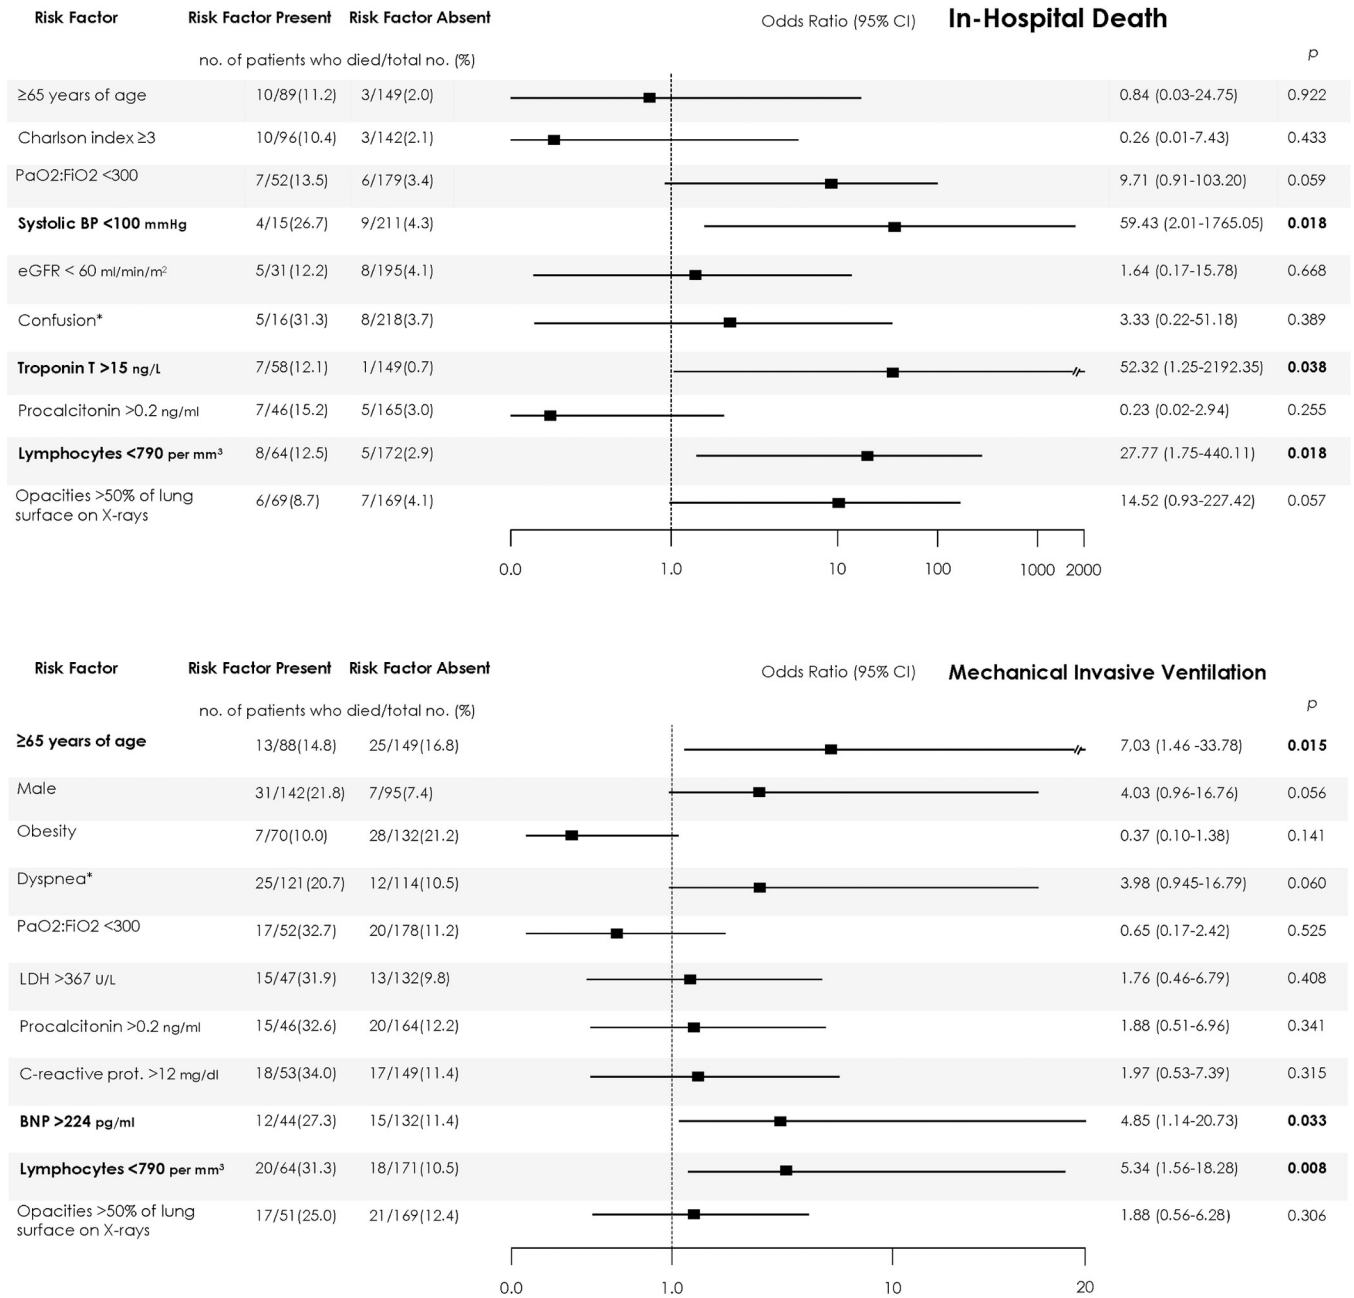 Risk Factor Risk Factor Present Risk Factor Absent Odds Ratio (95% CI) In-Hospital Death
no. of patients who died/total no. (%) p
≥65 years of age 10/89(11.2) 3/149(2.0) 0.84 (0.03-24.75) 0.922
Charlson index ≥3 10/96(10.4) 3/142(2.1) 0.26 (0.01-7.43) 0.433
PaO2:FiO2 <300 7/52(13.5) 6/179(3.4) 9.71 (0.91-103.20) 0.059
Systolic BP <100 mmHg 4/15(26.7) 9/211(4.3) 59.43 (2.01-1765.05) 0.018
eGFR < 60 ml/min/m² 5/31(12.2) 8/195(4.1) 1.64 (0.17-15.78) 0.668
Confusion* 5/16(31.3) 8/218(3.7) 3.33 (0.22-51.18) 0.389
Troponin T >15 ng/L 7/58(12.1) 1/149(0.7) 52.32 (1.25-2192.35) 0.038
Procalcitonin >0.2 ng/ml 7/46(15.2) 5/165(3.0) 0.23 (0.02-2.94) 0.255
Lymphocytes <790 per mm³ 8/64(12.5) 5/172(2.9) 27.77 (1.75-440.11) 0.018
Opacities >50% of lung 6/69(8.7) 7/169(4.1) 14.52 (0.93-227.42) 0.057
surface on X-rays
0.0 1.0 10 100 1000 2000
Risk Factor Risk Factor Present Risk Factor Absent Odds Ratio (95% CI) Mechanical Invasive Ventilation
no. of patients who died/total no. (%) p
≥65 years of age 13/88(14.8) 25/149(16.8) 7,03 (1.46 -33.78) 0.015
Male 31/142(21.8) 7/95(7.4) 4.03 (0.96-16.76) 0.056
Obesity 7/70(10.0) 28/132(21.2) 0.37 (0.10-1.38) 0.141
Dyspnea* 25/121(20.7) 12/114(10.5) 3.98 (0.945-16.79) 0.060
PaO2:FiO2 <300 17/52(32.7) 20/178(11.2) 0.65 (0.17-2.42) 0.525
LDH >367 U/L 15/47(31.9) 13/132(9.8) 1.76 (0.46-6.79) 0.408
Procalcitonin >0.2 ng/ml 15/46(32.6) 20/164(12.2) 1.88 (0.51-6.96) 0.341
C-reactive prot. >12 mg/dl 18/53(34.0) 17/149(11.4) 1.97 (0.53-7.39) 0.315
BNP >224 pg/ml 12/44(27.3) 15/132(11.4) 4.85 (1.14-20.73) 0.033
Lymphocytes <790 per mm³ 20/64(31.3) 18/171(10.5) 5.34 (1.56-18.28) 0.008
Opacities >50% of lung 17/51(25.0) 21/169(12.4) 1.88 (0.56-6.28) 0.306
surface on X-rays
0.0 1.0 10 20